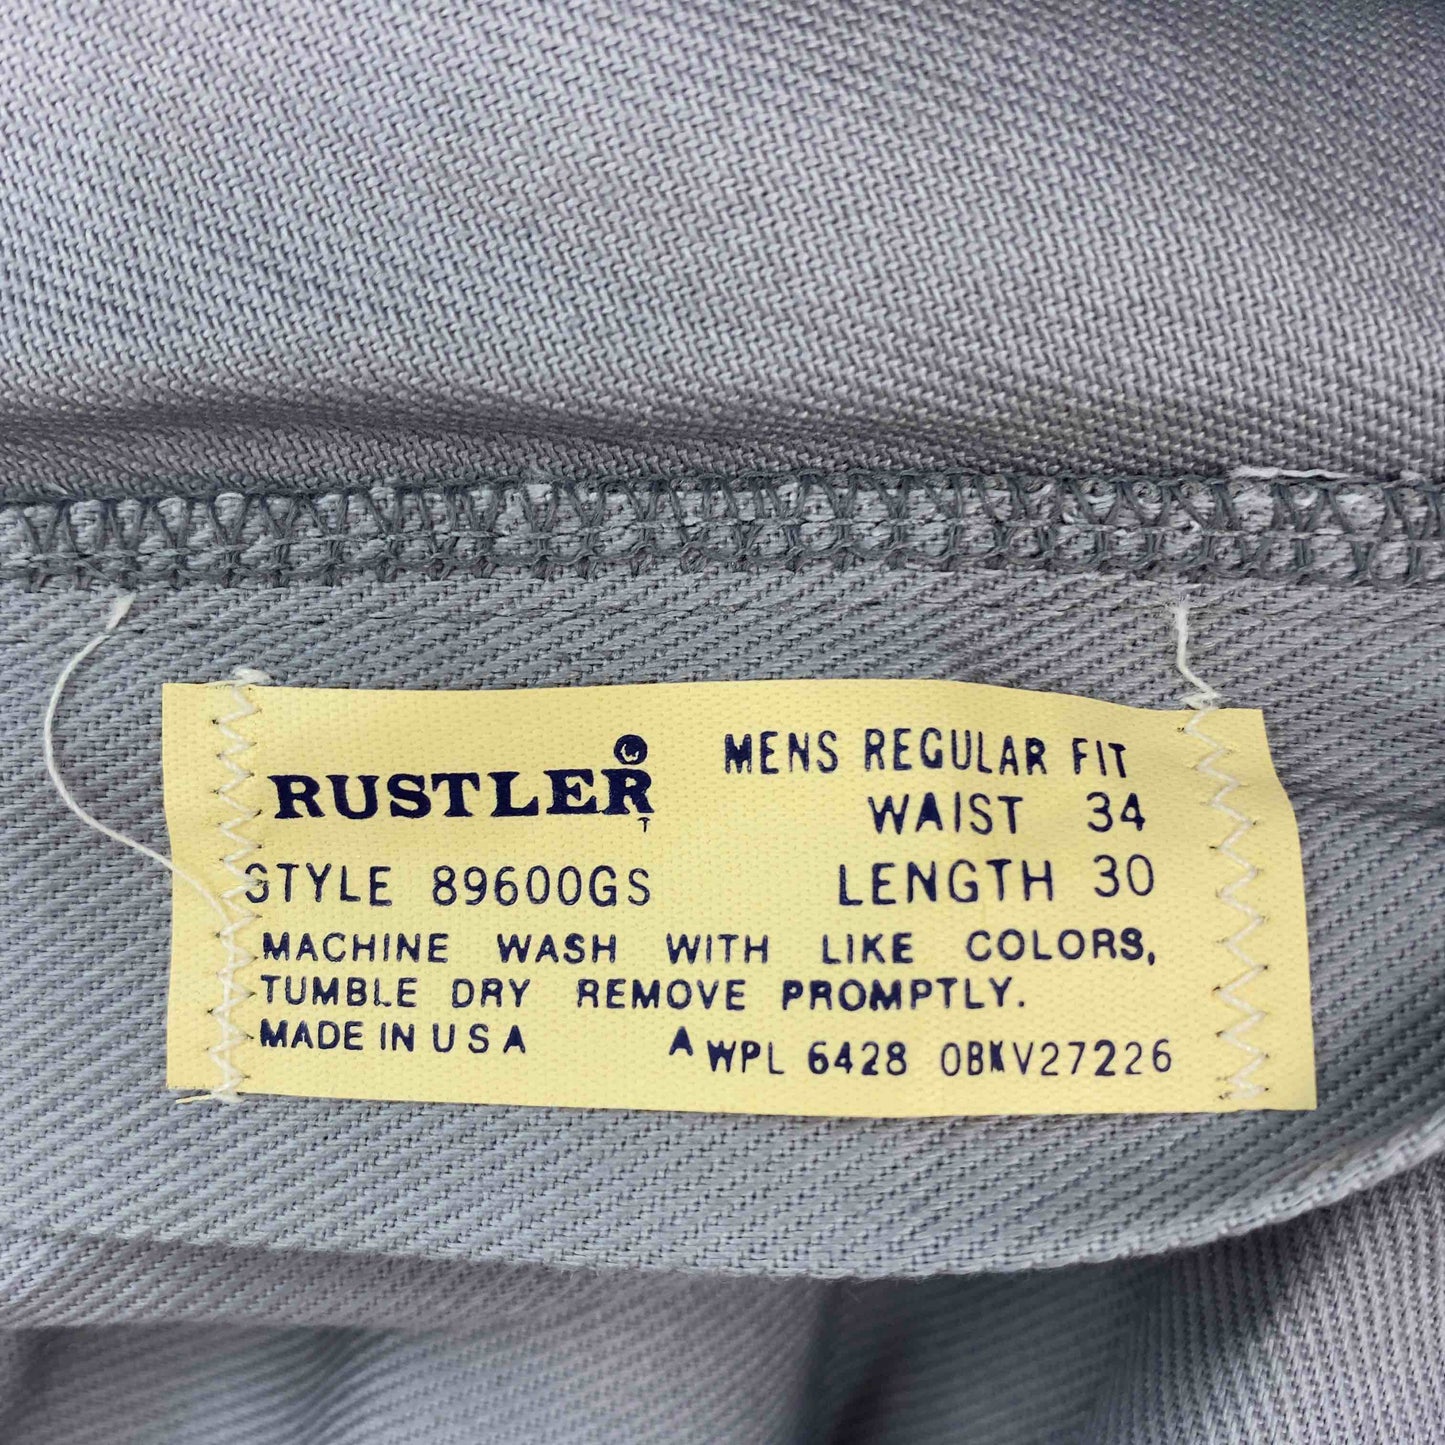 RUSTLER
MENS REGULAR FIT
WAIST 34
STYLE 89600GS
LENGTH 30
MACHINE WASH WITH LIKE COLORS,
TUMBLE DRY REMOVE PROMPTLY.
MADE IN U S A
A WPL 6428 0BKV27226